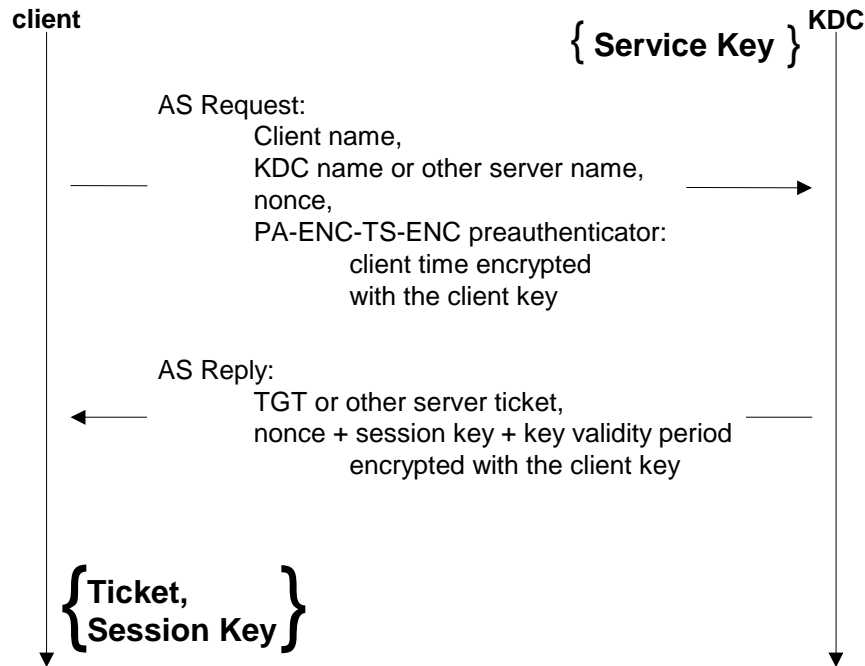 client
KDC
{ Service Key }
AS Request:
Client name,
KDC name or other server name,
nonce,
PA-ENC-TS-ENC preauthenticator:
client time encrypted
with the client key
AS Reply:
TGT or other server ticket,
nonce + session key + key validity period
encrypted with the client key
{ Ticket,
Session Key }